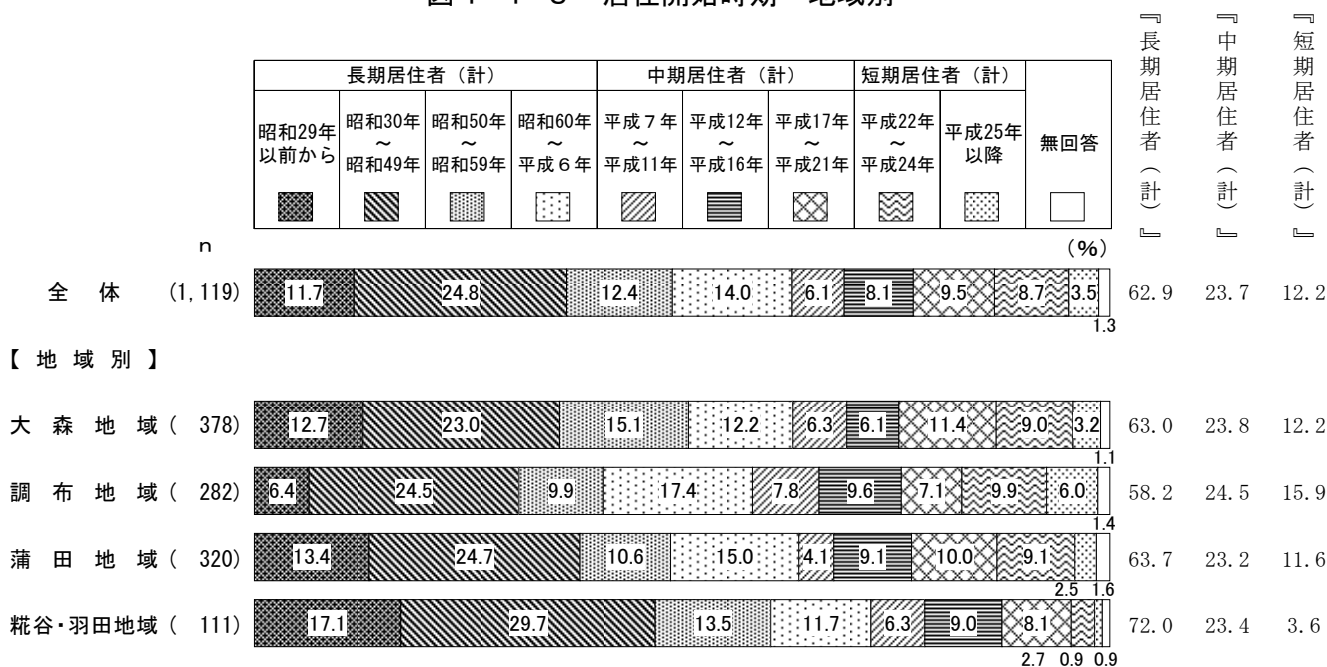 『長期居住者（計）』
『中期居住者（計）』
『短期居住者（計）』
長期居住者（計） 中期居住者（計） 短期居住者（計） 無回答
昭和29年以前から 昭和30年～昭和49年 昭和50年～昭和59年 昭和60年～平成６年 平成７年～平成11年 平成12年～平成16年 平成17年～平成21年 平成22年～平成24年 平成25年以降
n (%)
全体 (1,119) 11.7 24.8 12.4 14.0 6.1 8.1 9.5 8.7 3.5 62.9 23.7 12.2
1.3
【地域別】
大森地域 ( 378) 12.7 23.0 15.1 12.2 6.3 6.1 11.4 9.0 3.2 63.0 23.8 12.2
1.1
調布地域 ( 282) 6.4 24.5 9.9 17.4 7.8 9.6 7.1 9.9 6.0 58.2 24.5 15.9
1.4
蒲田地域 ( 320) 13.4 24.7 10.6 15.0 4.1 9.1 10.0 9.1 63.7 23.2 11.6
2.5 1.6
糀谷・羽田地域 ( 111) 17.1 29.7 13.5 11.7 6.3 9.0 8.1 72.0 23.4 3.6
2.7 0.9 0.9